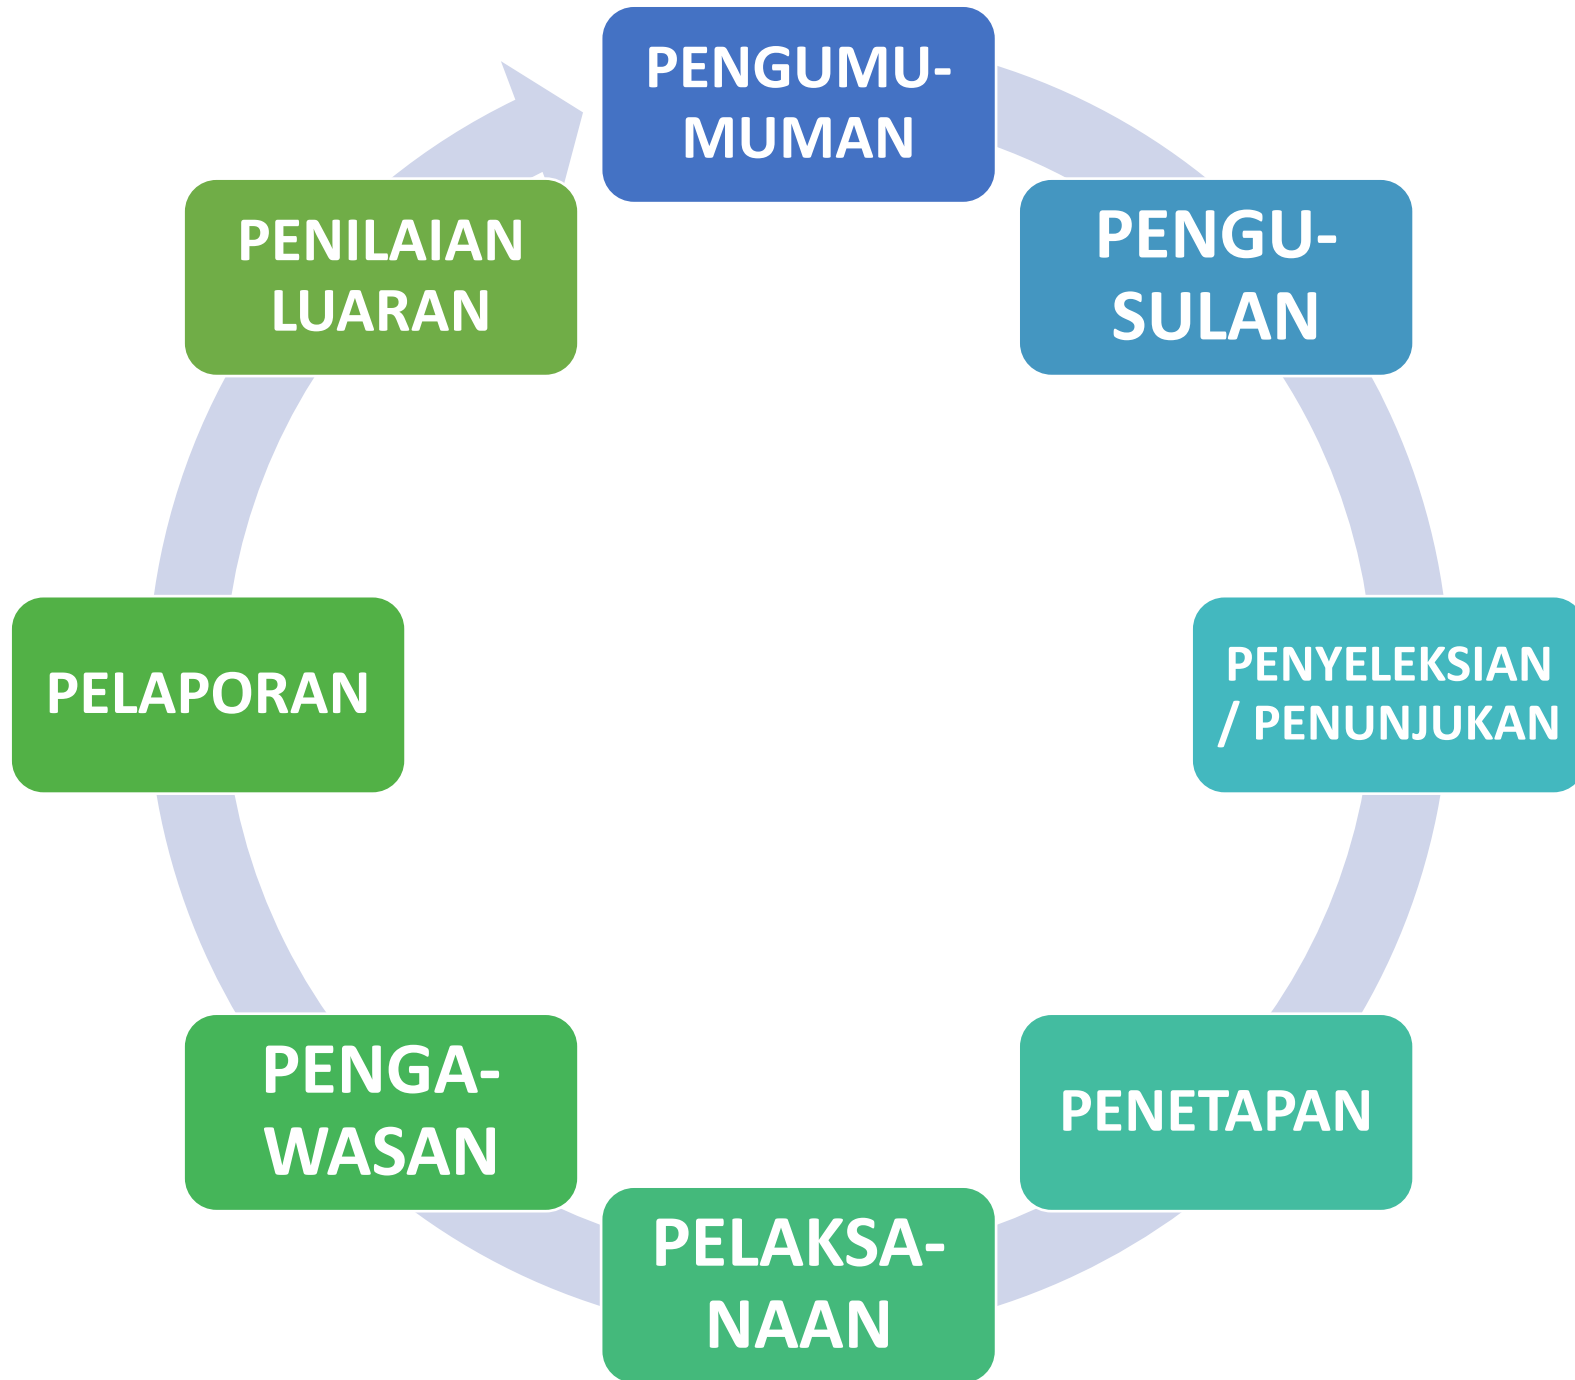 PENGUMU-
MUMAN
PENGU-
SULAN
PENYELEKSIAN
/ PENUNJUKAN
PENETAPAN
PELAKSA-
NAAN
PENGA-
WASAN
PELAPORAN
PENILAIAN
LUARAN